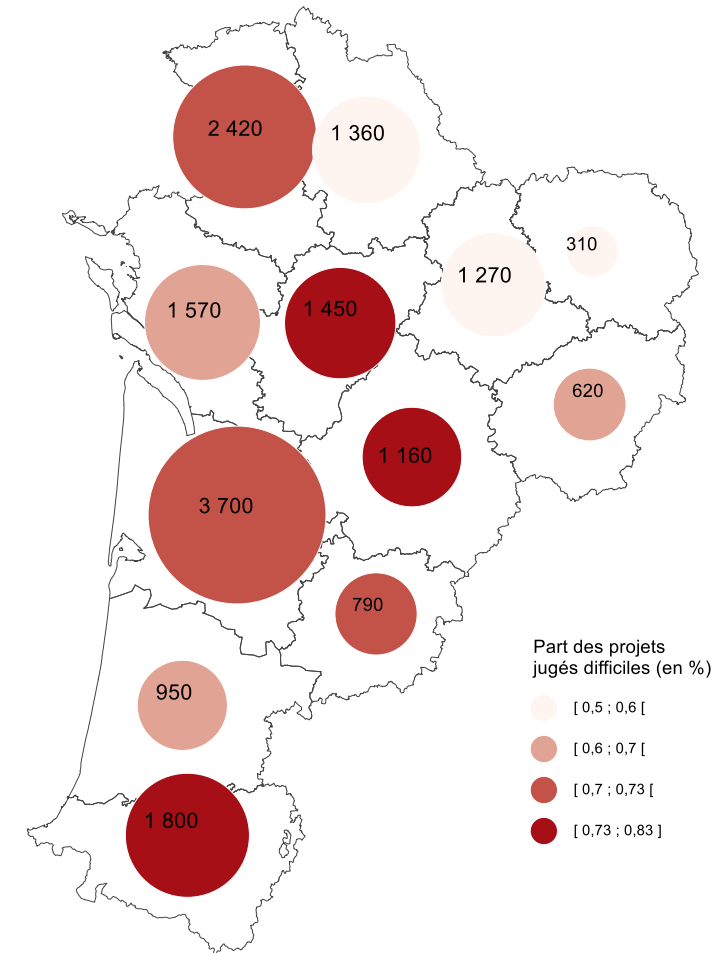 2 420
1 360
310
1 270
1 570
1 450
620
1 160
3 700
790
Part des projets
jugés difficiles (en %)
950
[ 0,5 ; 0,6 [
[ 0,6 ; 0,7 [
[ 0,7 ; 0,73 [
1 800
[ 0,73 ; 0,83 ]